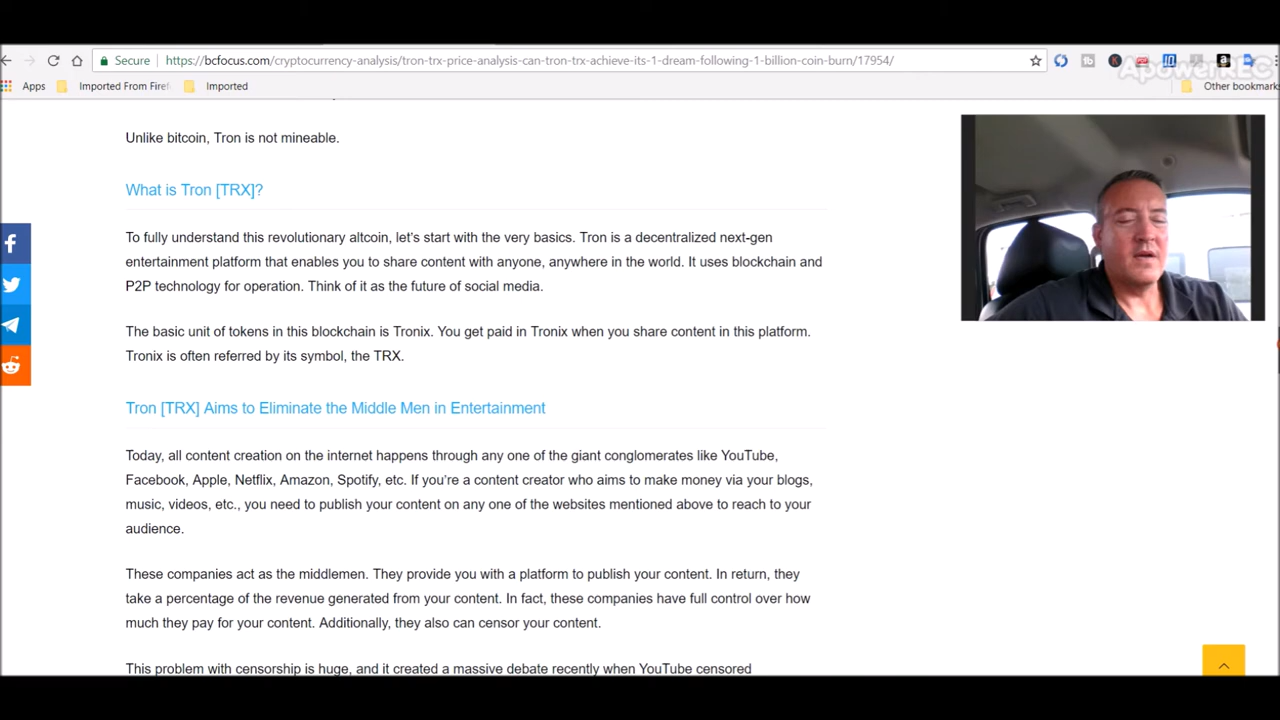 ApowerREC
Secure https://bcfocus.com/cryptocurrency-analysis/tron-trx-price-analysis-can-tron-trx-achieve-its-1-dream-following-1-billion-coin-burn/17954/
Apps Imported From Firef Imported Other bookmarks
Unlike bitcoin, Tron is not mineable.
What is Tron [TRX]?
To fully understand this revolutionary altcoin, let's start with the very basics. Tron is a decentralized next-gen
entertainment platform that enables you to share content with anyone, anywhere in the world. It uses blockchain and
P2P technology for operation. Think of it as the future of social media.
The basic unit of tokens in this blockchain is Tronix. You get paid in Tronix when you share content in this platform.
Tronix is often referred by its symbol, the TRX.
Tron [TRX] Aims to Eliminate the Middle Men in Entertainment
Today, all content creation on the internet happens through any one of the giant conglomerates like YouTube,
Facebook, Apple, Netflix, Amazon, Spotify, etc. If you're a content creator who aims to make money via your blogs,
music, videos, etc., you need to publish your content on any one of the websites mentioned above to reach to your
audience.
These companies act as the middlemen. They provide you with a platform to publish your content. In return, they
take a percentage of the revenue generated from your content. In fact, these companies have full control over how
much they pay for your content. Additionally, they also can censor your content.
This problem with censorship is huge, and it created a massive debate recently when YouTube censored